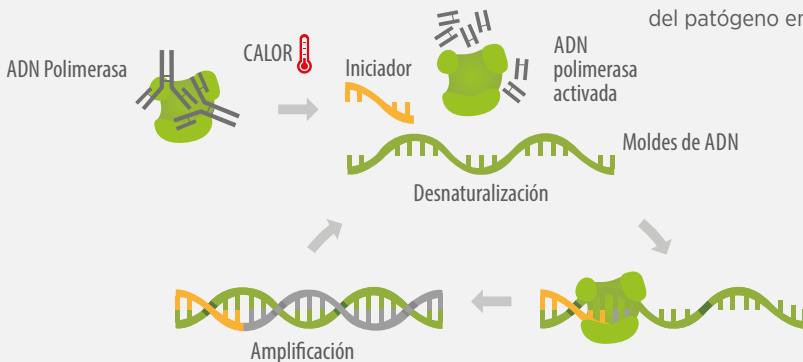 del patógeno en
ADN Polimerasa
CALOR
Iniciador
ADN
polimerasa
activada
Moldes de ADN
Desnaturalización
Amplificación